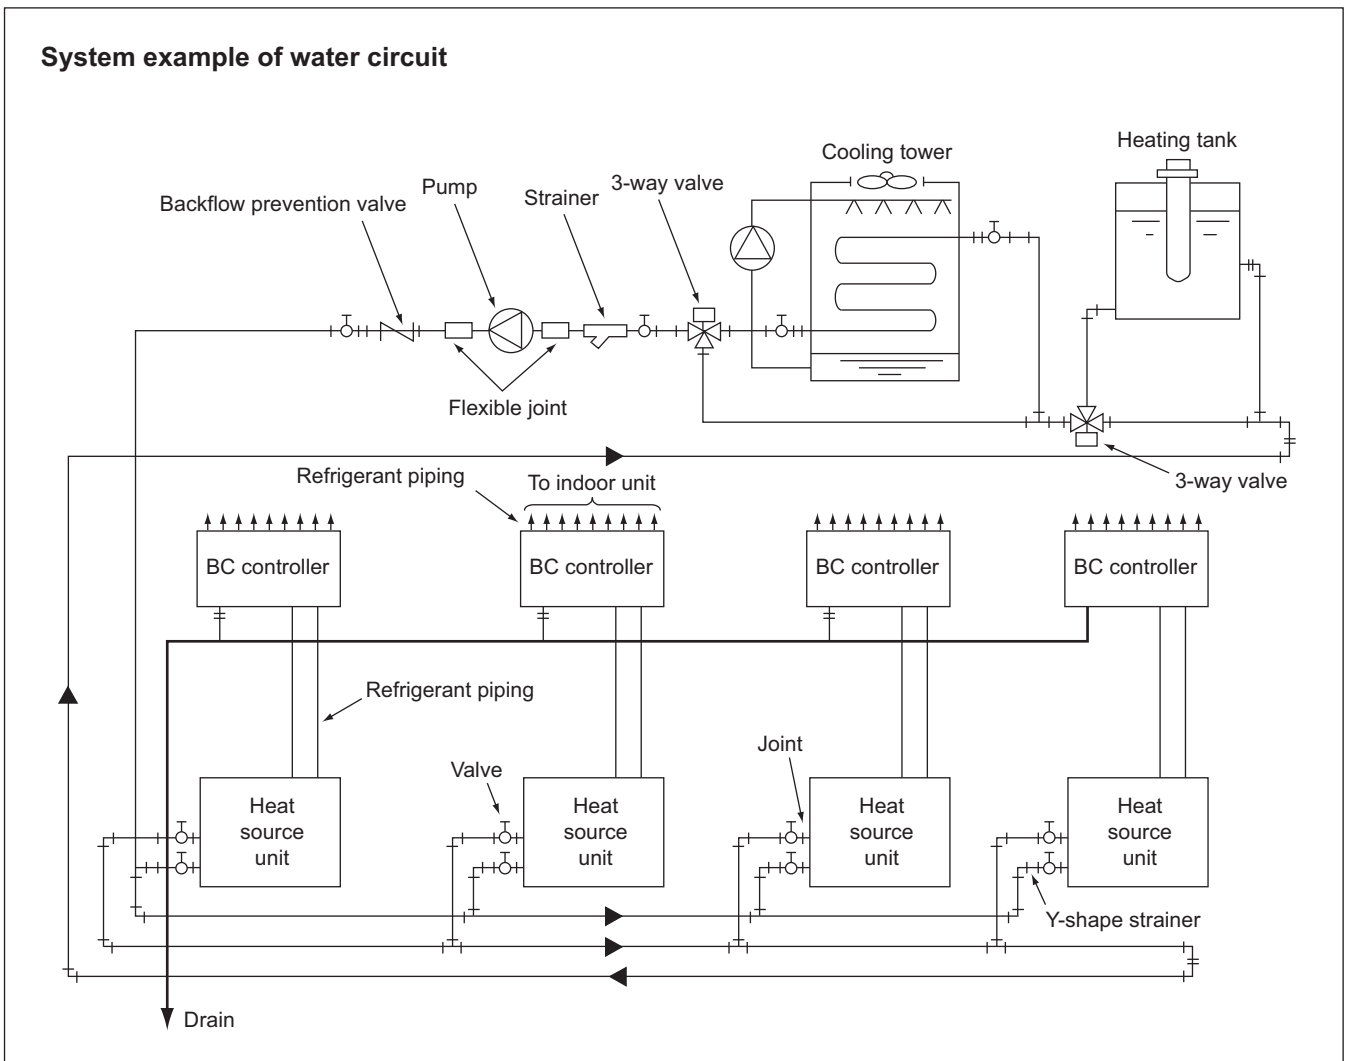 System example of water circuit
Heating tank
Cooling tower
3-way valve
Pump
Strainer
Backflow prevention valve
Flexible joint
Refrigerant piping
To indoor unit
3-way valve
BC controller
BC controller
BC controller
BC controller
Refrigerant piping
Joint
Valve
Heat
source
unit
Heat
source
unit
Heat
source
unit
Heat
source
unit
Y-shape strainer
Drain